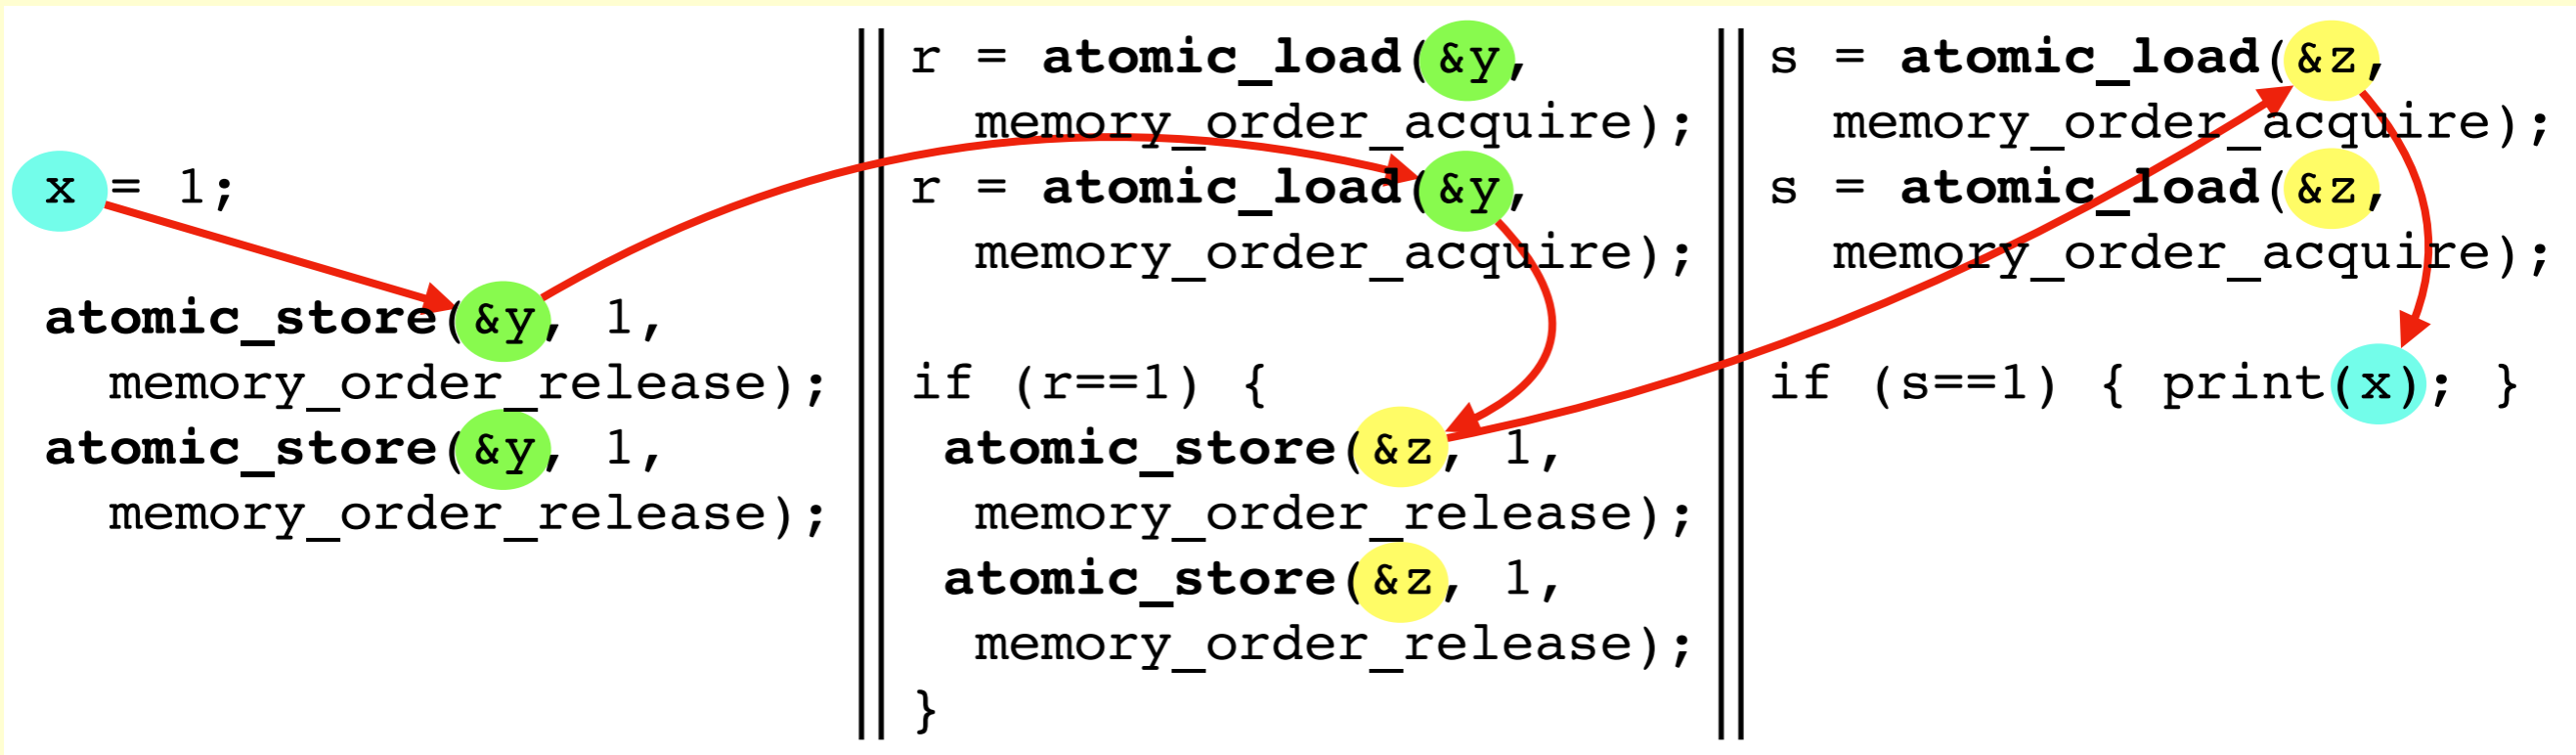 x = 1;
atomic_store(&y, 1,
memory_order_release);
atomic_store(&y, 1,
memory_order_release);
r = atomic_load(&y,
memory_order_acquire);
r = atomic_load(&y,
memory_order_acquire);
if (r==1) {
atomic_store(&z, 1,
memory_order_release);
atomic_store(&z, 1,
memory_order_release);
}
s = atomic_load(&z,
memory_order_acquire);
s = atomic_load(&z,
memory_order_acquire);
if (s==1) { print(x); }